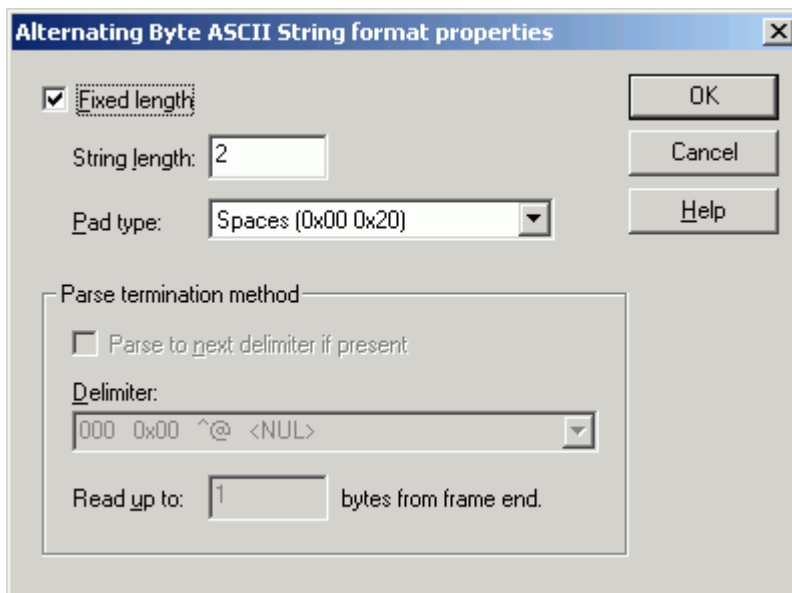 Alternating Byte ASCII String format properties
Fixed length
OK
String length: 2
Cancel
Pad type: Spaces (0x00 0x20)
Help
Parse termination method
Parse to next delimiter if present
Delimiter:
000 0x00 ^@ <NUL>
Read up to: 1 bytes from frame end.